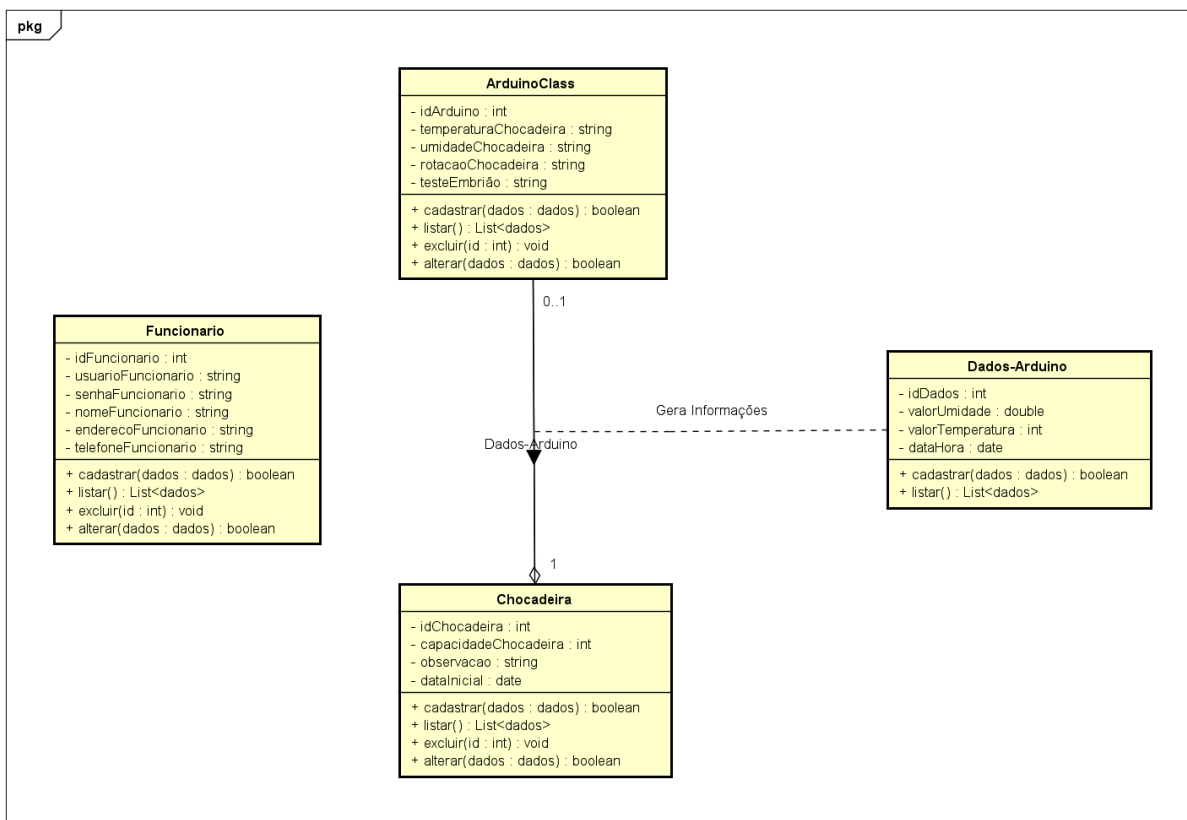 pkg
ArduinoClass
- idArduino : int
- temperaturaChocadeira : string
- umidadeChocadeira : string
- rotacaoChocadeira : string
- testeEmbrião : string
+ cadastrar(dados : dados) : boolean
+ listar() : List<dados>
+ excluir(id : int) : void
+ alterar(dados : dados) : boolean
0..1
Funcionario
- idFuncionario : int
- usuarioFuncionario : string
- senhaFuncionario : string
- nomeFuncionario : string
- enderecoFuncionario : string
- telefoneFuncionario : string
+ cadastrar(dados : dados) : boolean
+ listar() : List<dados>
+ excluir(id : int) : void
+ alterar(dados : dados) : boolean
Gera Informações
Dados-Arduino
Dados-Arduino
- idDados : int
- valorUmidade : double
- valorTemperatura : int
- dataHora : date
+ cadastrar(dados : dados) : boolean
+ listar() : List<dados>
1
Chocadeira
- idChocadeira : int
- capacidadeChocadeira : int
- observacao : string
- dataInicial : date
+ cadastrar(dados : dados) : boolean
+ listar() : List<dados>
+ excluir(id : int) : void
+ alterar(dados : dados) : boolean